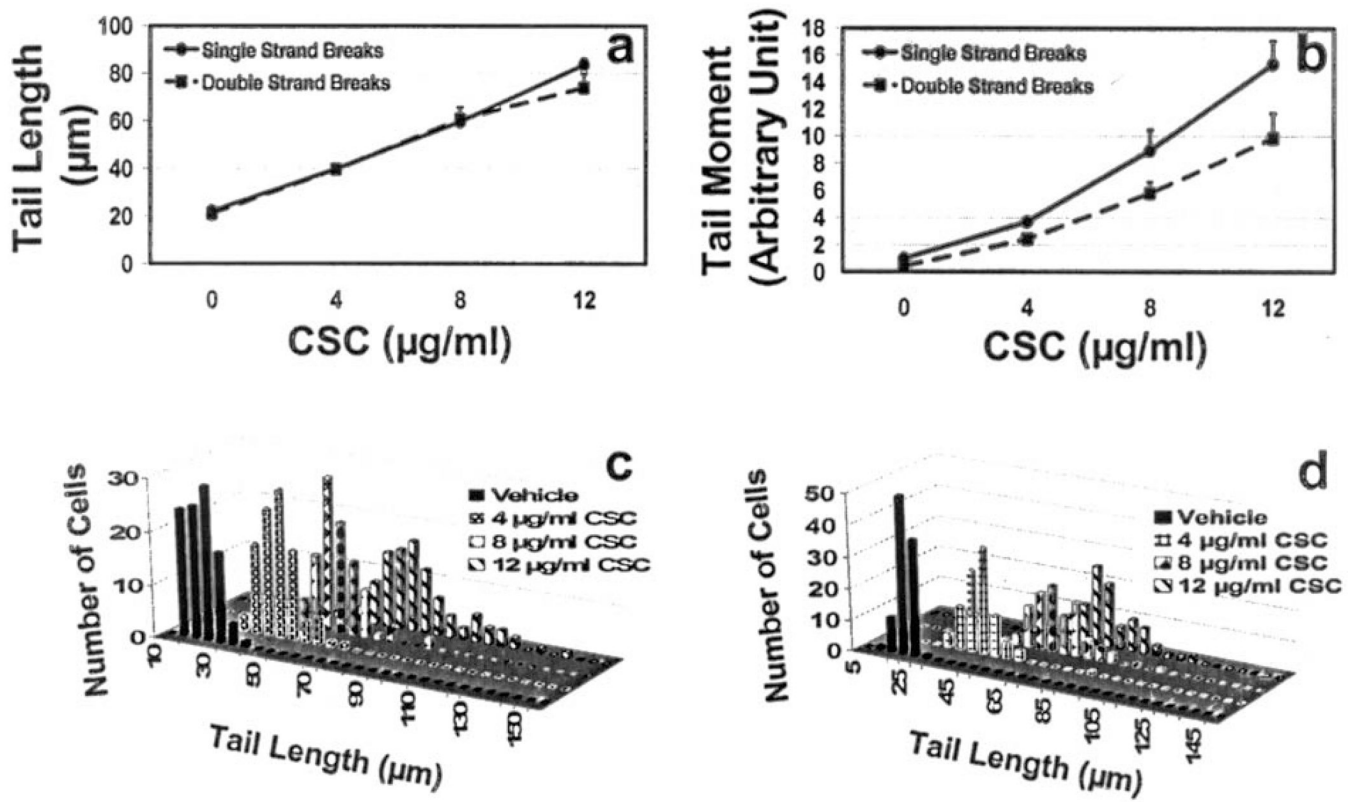 a
Single Strand Breaks
Double Strand Breaks
Tail Length
(µm)
100
80
60
40
20
0
0 4 8 12
CSC (µg/ml)
b
Single Strand Breaks
Double Strand Breaks
Tail Moment
(Arbitrary Unit)
18
16
14
12
10
8
6
4
2
0
0 4 8 12
CSC (µg/ml)
c
Vehicle
4 µg/ml CSC
8 µg/ml CSC
12 µg/ml CSC
Number of Cells
30
20
10
0
10 30 50 70 90 110 130 150
Tail Length (µm)
d
Vehicle
4 µg/ml CSC
8 µg/ml CSC
12 µg/ml CSC
Number of Cells
50
40
30
20
10
0
5 25 45 65 85 105 125 145
Tail Length (µm)